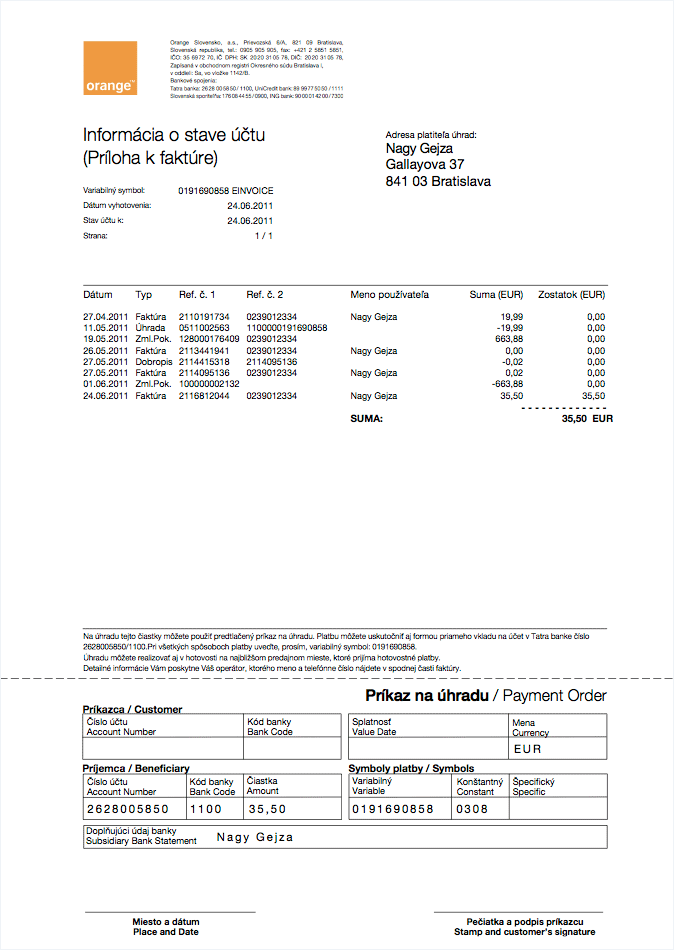 orange™
Orange Slovensko, a.s., Prievozská 6/A, 821 09 Bratislava,
Slovenská republika, tel.: 0905 905 905, fax: +421 2 5851 5851,
IČO: 35 6972 70, IČ DPH: SK 2020 3105 78, DIČ: 2020 3105 78,
Zapísaná v obchodnom registri Okresného súdu Bratislava I,
v oddieli: Sa, vo vložke 1142/B.
Bankové spojenia:
Tatra banka: 2628 005850 / 1100, UniCredit bank: 89 9977 5050 / 1111
Slovenská sporiteľňa: 176 084 4550 / 0900, ING bank: 9000014200 / 7300
Informácia o stave účtu
(Príloha k faktúre)
Adresa platiteľa úhrad:
Nagy Gejza
Gallayova 37
841 03 Bratislava
Variabilný symbol: 0191690858 EINVOICE
Dátum vyhotovenia: 24.06.2011
Stav účtu k: 24.06.2011
Strana: 1 / 1
Dátum Typ Ref. č. 1 Ref. č. 2 Meno používateľa Suma (EUR) Zostatok (EUR)
27.04.2011 Faktúra 2110191734 0239012334 Nagy Gejza 19,99 0,00
11.05.2011 Úhrada 0511002563 1100000191690858 -19,99 0,00
19.05.2011 Zml.Pok. 128000176409 0239012334 663,88 0,00
26.05.2011 Faktúra 2113441941 0239012334 Nagy Gejza 0,00 0,00
27.05.2011 Dobropis 2114415318 2114095136 -0,02 0,00
27.05.2011 Faktúra 2114095136 0239012334 Nagy Gejza 0,02 0,00
01.06.2011 Zml.Pok. 100000002132 -663,88 0,00
24.06.2011 Faktúra 2116812044 0239012334 Nagy Gejza 35,50 35,50
- - - - - - - - - - - - -
SUMA: 35,50 EUR
Na úhradu tejto čiastky môžete použiť predtlačený príkaz na úhradu. Platbu môžete uskutočniť aj formou priameho vkladu na účet v Tatra banke číslo
2628005850/1100.Pri všetkých spôsoboch platby uveďte, prosím, variabilný symbol: 0191690858.
Úhradu môžete realizovať aj v hotovosti na najbližšom predajnom mieste, ktoré prijíma hotovostné platby.
Detailné informácie Vám poskytne Váš operátor, ktorého meno a telefónne číslo nájdete v spodnej časti faktúry.
Príkaz na úhradu / Payment Order
Príkazca / Customer
Číslo účtu Kód banky Splatnosť Mena
Account Number Bank Code Value Date Currency
EUR
Príjemca / Beneficiary Symboly platby / Symbols
Číslo účtu Kód banky Čiastka Variabilný Konštantný Špecifický
Account Number Bank Code Amount Variable Constant Specific
2628005850 1100 35,50 0191690858 0308
Doplňujúci údaj banky
Subsidiary Bank Statement Nagy Gejza
Miesto a dátum Pečiatka a podpis príkazcu
Place and Date Stamp and customer's signature